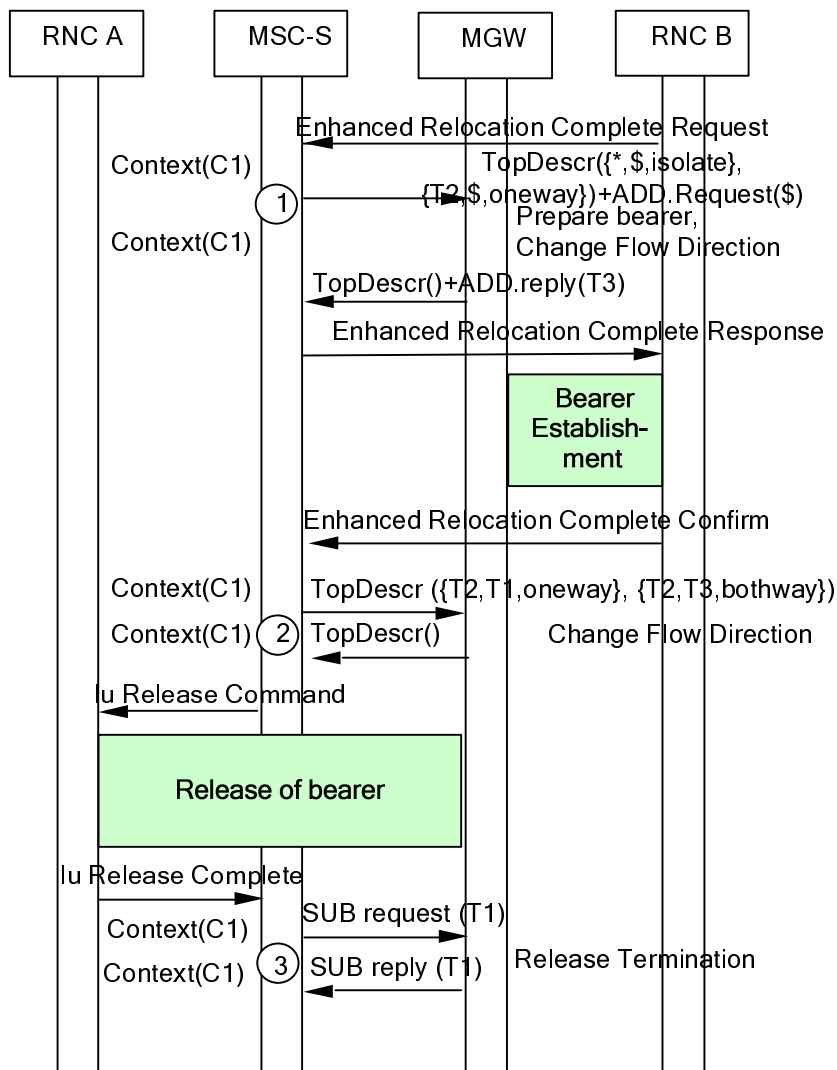 RNC A
MSC-S
MGW
RNC B
Enhanced Relocation Complete Request
Context(C1)
TopDescr({*,$,isolate},
{T2,$,oneway})+ADD.Request($)
1
Prepare bearer,
Context(C1)
Change Flow Direction
TopDescr()+ADD.reply(T3)
Enhanced Relocation Complete Response
Bearer
Establish-
ment
Enhanced Relocation Complete Confirm
Context(C1)
TopDescr ({T2,T1,oneway}, {T2,T3,bothway})
Context(C1)
2
TopDescr()
Change Flow Direction
Iu Release Command
Release of bearer
Iu Release Complete
SUB request (T1)
Context(C1)
3
Release Termination
Context(C1)
SUB reply (T1)